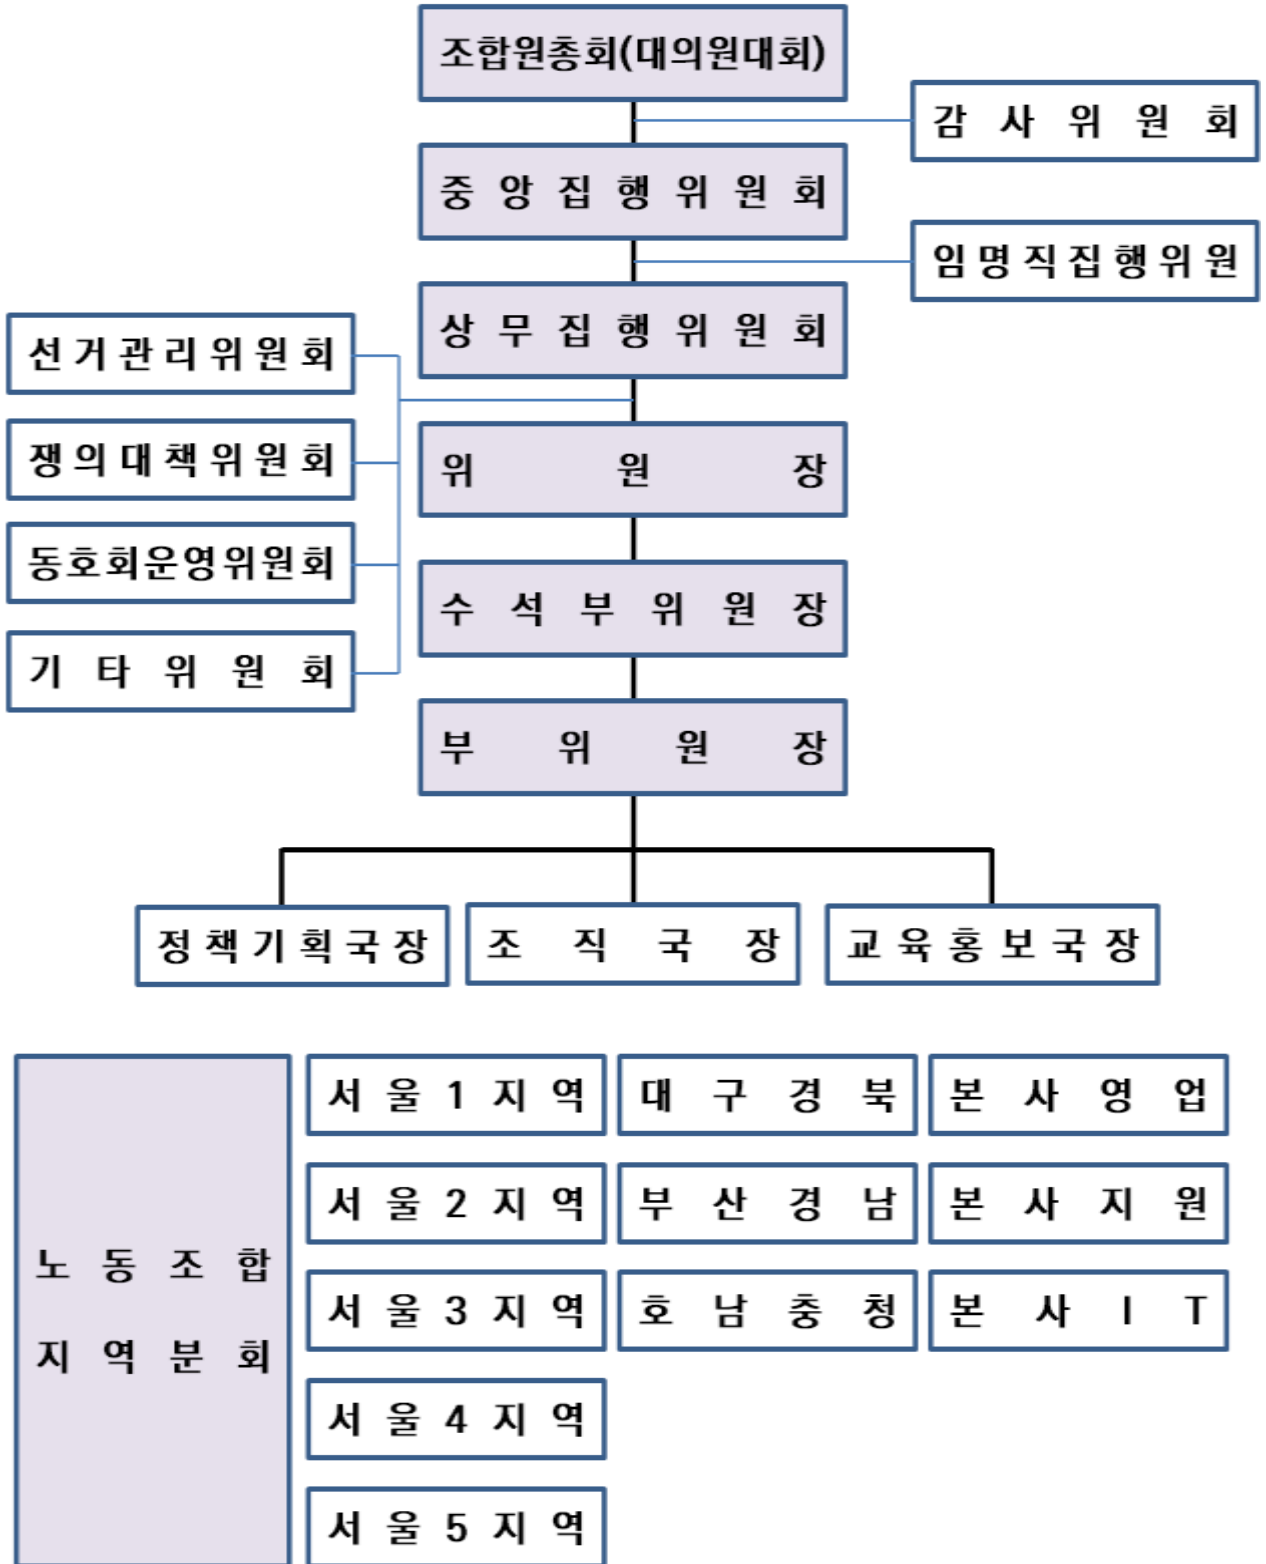 조합원총회(대의원대회)
감사위원회
중앙집행위원회
임명직집행위원
상무집행위원회
선거관리위원회
쟁의대책위원회
동호회운영위원회
기타위원회
위원장
수석부위원장
부위원장
정책기획국장
조직국장
교육홍보국장
노동조합
지역분회
서울1지역
대구경북
본사영업
서울2지역
부산경남
본사지원
서울3지역
호남충청
본사IT
서울4지역
서울5지역